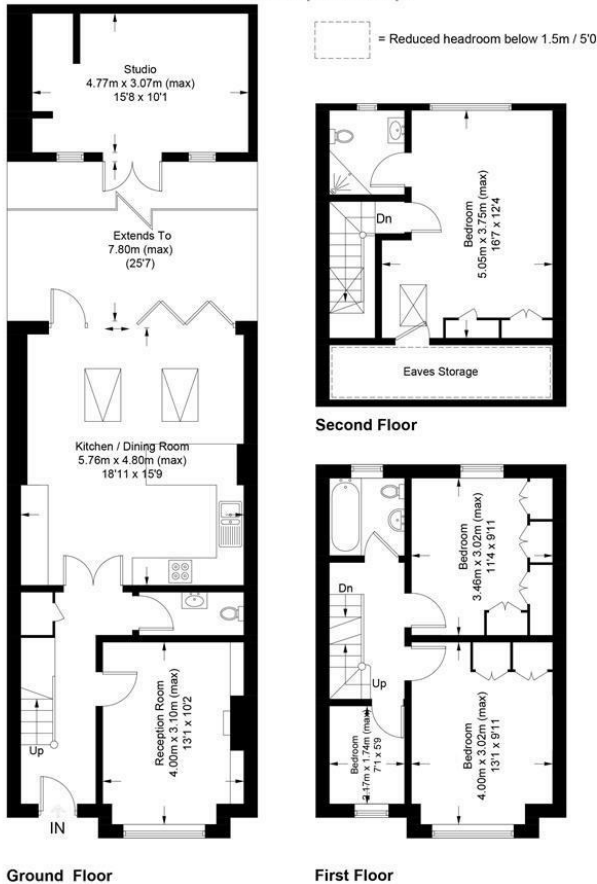 = Reduced headroom below 1.5m / 5'0
Studio
4.77m x 3.07m (max)
15'8 x 10'1
Extends To
7.80m (max)
(25'7)
Kitchen / Dining Room
5.76m x 4.80m (max)
18'11 x 15'9
Reception Room
4.00m x 3.10m (max)
13'1 x 10'2
Up
IN
Ground Floor
Dn
Bedroom
5.05m x 3.75m (max)
16'7 x 12'4
Eaves Storage
Second Floor
Bedroom
3.46m x 3.02m (max)
11'4 x 9'11
Dn
Up
Bedroom
2.17m x 1.74m (max)
7'1 x 5'9
Bedroom
4.00m x 3.02m (max)
13'1 x 9'11
First Floor